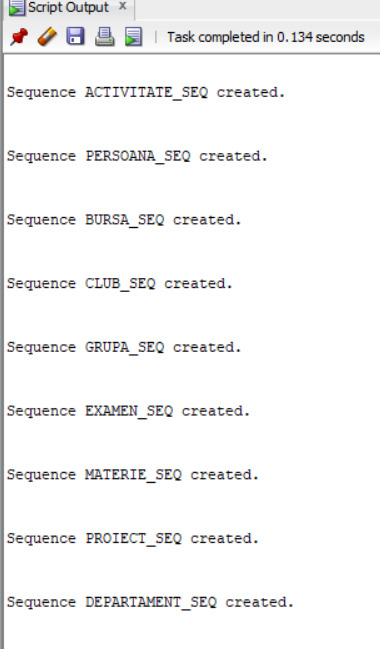 Script Output x
Task completed in 0.134 seconds
Sequence ACTIVITATE_SEQ created.
Sequence PERSOANA_SEQ created.
Sequence BURSA_SEQ created.
Sequence CLUB_SEQ created.
Sequence GRUPA_SEQ created.
Sequence EXAMEN_SEQ created.
Sequence MATERIE_SEQ created.
Sequence PROIECT_SEQ created.
Sequence DEPARTAMENT_SEQ created.